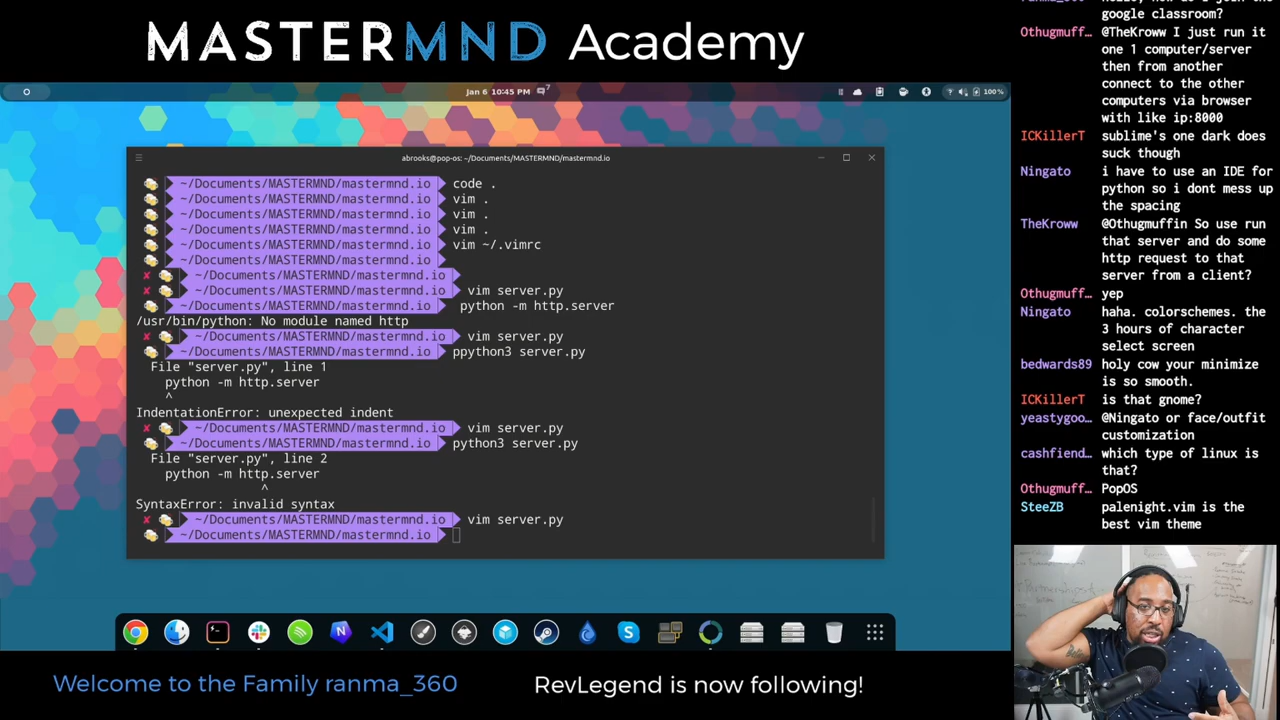 MASTERMND Academy
Jan 6 10:45 PM
7
100%
abrooks@pop-os: ~/Documents/MASTERMND/mastermnd.io
~/Documents/MASTERMND/mastermnd.io code .
~/Documents/MASTERMND/mastermnd.io vim .
~/Documents/MASTERMND/mastermnd.io vim .
~/Documents/MASTERMND/mastermnd.io vim .
~/Documents/MASTERMND/mastermnd.io vim ~/.vimrc
~/Documents/MASTERMND/mastermnd.io
✘ ~/Documents/MASTERMND/mastermnd.io
✘ ~/Documents/MASTERMND/mastermnd.io vim server.py
~/Documents/MASTERMND/mastermnd.io python -m http.server
/usr/bin/python: No module named http
✘ ~/Documents/MASTERMND/mastermnd.io vim server.py
~/Documents/MASTERMND/mastermnd.io ppython3 server.py
File "server.py", line 1
python -m http.server
^
IndentationError: unexpected indent
✘ ~/Documents/MASTERMND/mastermnd.io vim server.py
~/Documents/MASTERMND/mastermnd.io python3 server.py
File "server.py", line 2
python -m http.server
^
SyntaxError: invalid syntax
✘ ~/Documents/MASTERMND/mastermnd.io vim server.py
~/Documents/MASTERMND/mastermnd.io
google classroom?
Othugmuff… @TheKroww I just run it
one 1 computer/server
then from another
connect to the other
computers via browser
with like ip:8000
ICKillerT sublime's one dark does
suck though
Ningato i have to use an IDE for
python so i dont mess up
the spacing
TheKroww @Othugmuffin So use run
that server and do some
http request to that
server from a client?
Othugmuff… yep
Ningato haha. colorschemes. the
3 hours of character
select screen
bedwards89 holy cow your minimize
is so smooth.
ICKillerT is that gnome?
yeastygoo… @Ningato or face/outfit
customization
cashfiend… which type of linux is
that?
Othugmuff… PopOS
SteeZB palenight.vim is the
best vim theme
Welcome to the Family ranma_360
RevLegend is now following!